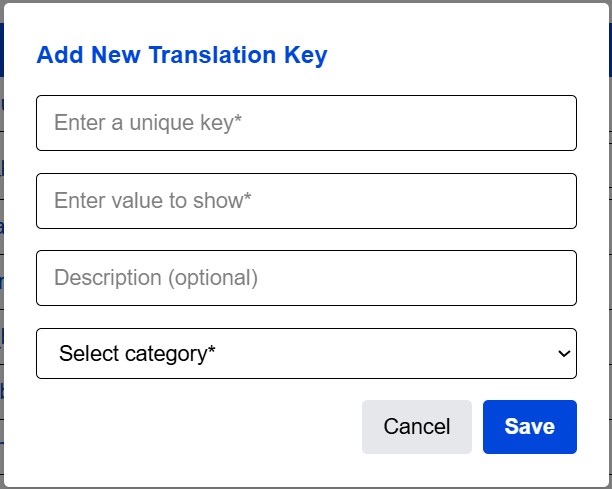 Add New Translation Key
Enter a unique key*
Enter value to show*
Description (optional)
Select category*
Cancel Save